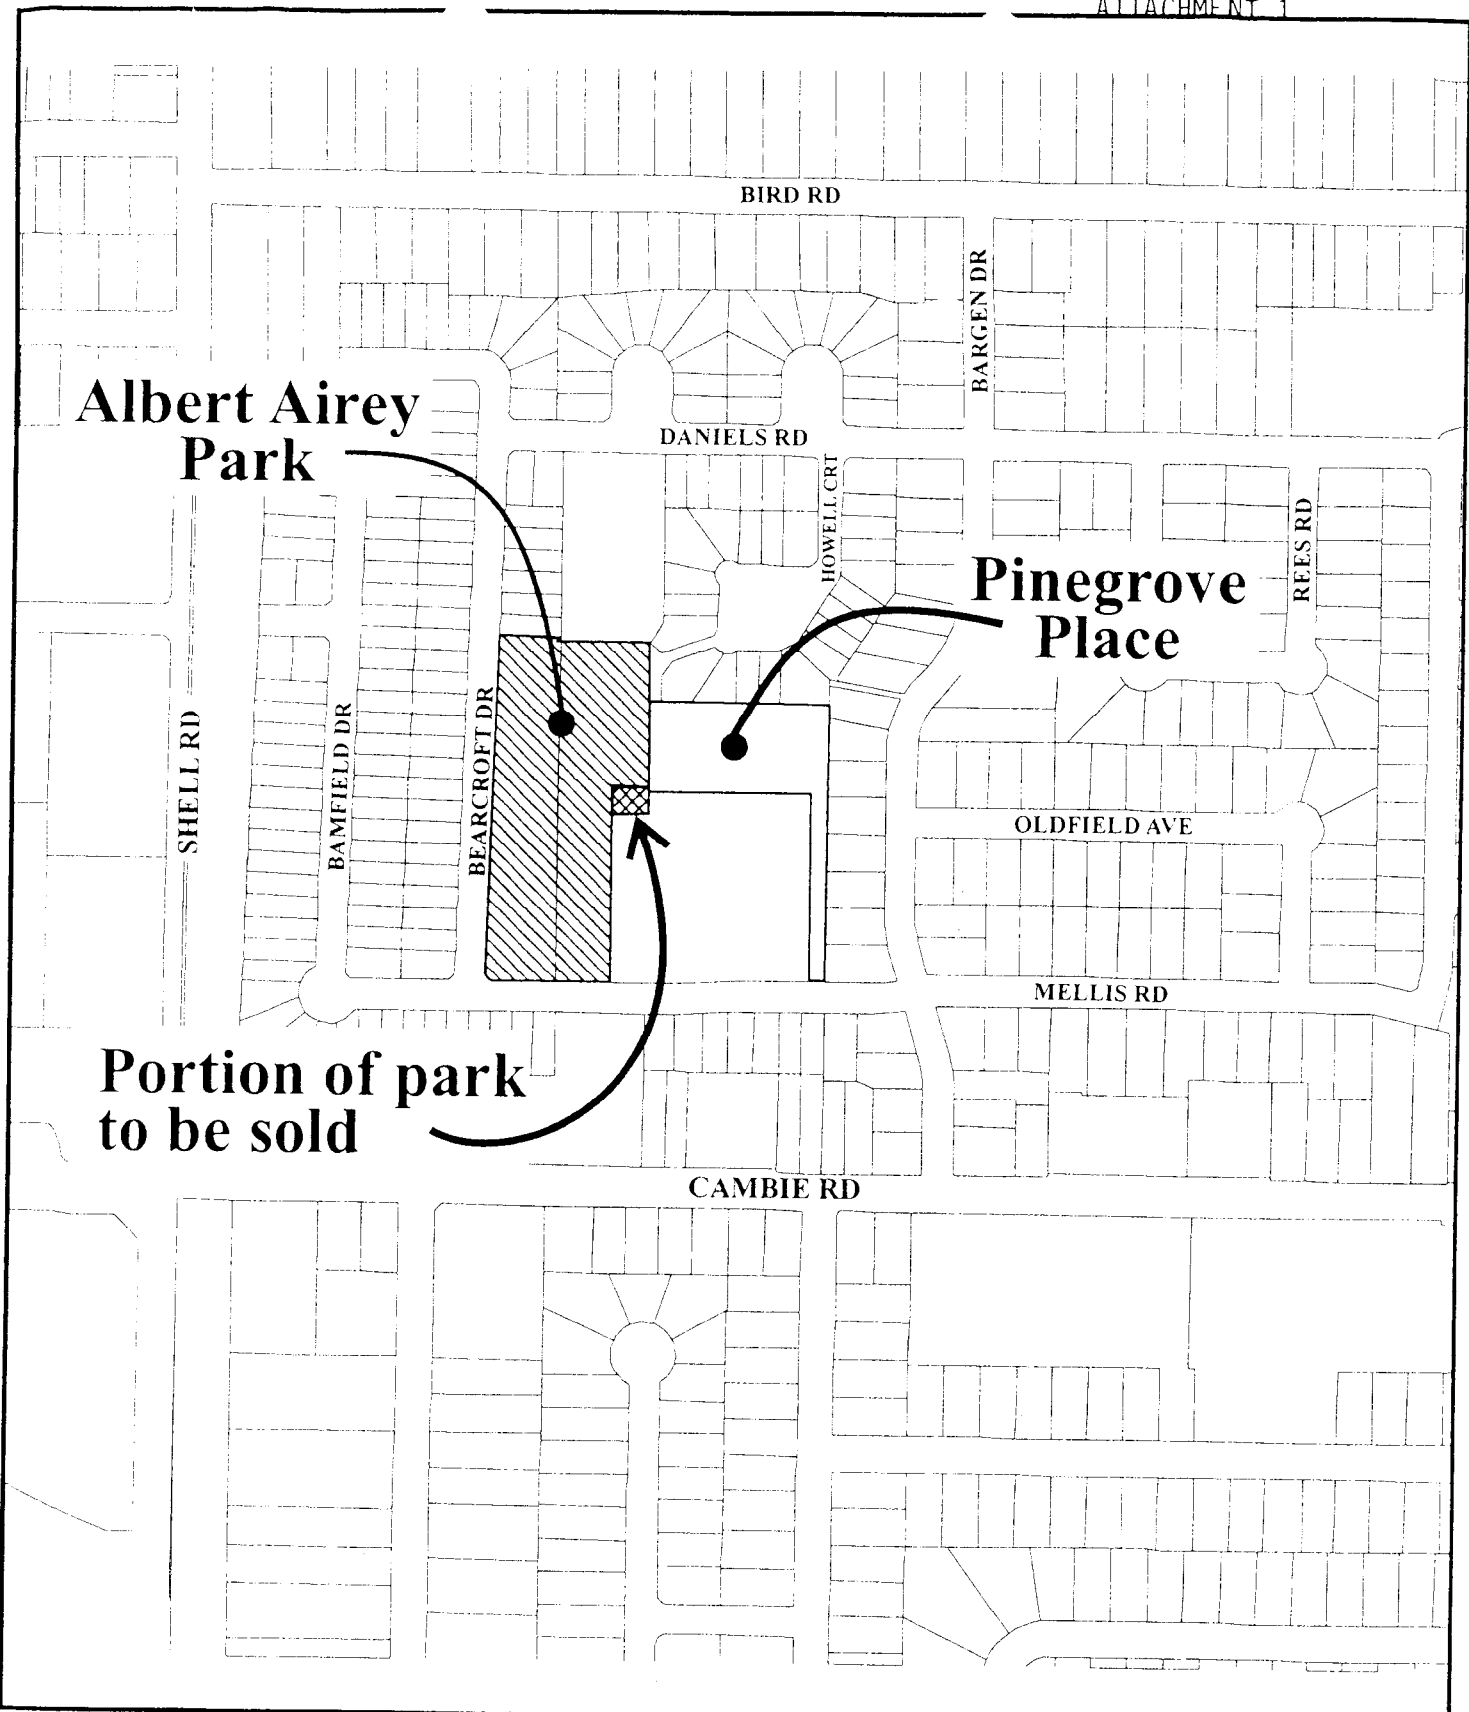 ATTACHMENT 1
BIRD RD
BARGEN DR
Albert Airey
Park
DANIELS RD
HOWELL CRT
REES RD
Pinegrove
Place
SHELL RD
BAMFIELD DR
BEARCROFT DR
OLDFIELD AVE
MELLIS RD
Portion of park
to be sold
CAMBIE RD